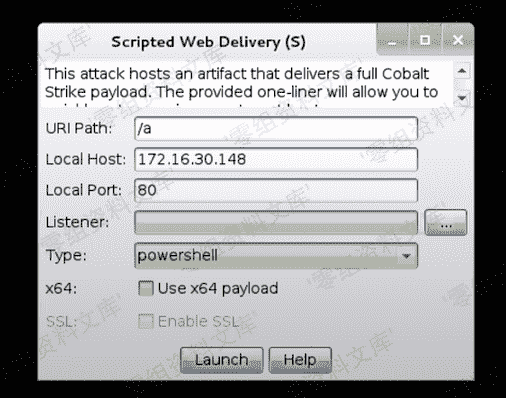 Scripted Web Delivery (S)
This attack hosts an artifact that delivers a full Cobalt
Strike payload. The provided one-liner will allow you to
URI Path: /a
Local Host: 172.16.30.148
Local Port: 80
Listener: ...
Type: powershell
x64: Use x64 payload
SSL: Enable SSL
Launch Help
'零组资料文库'